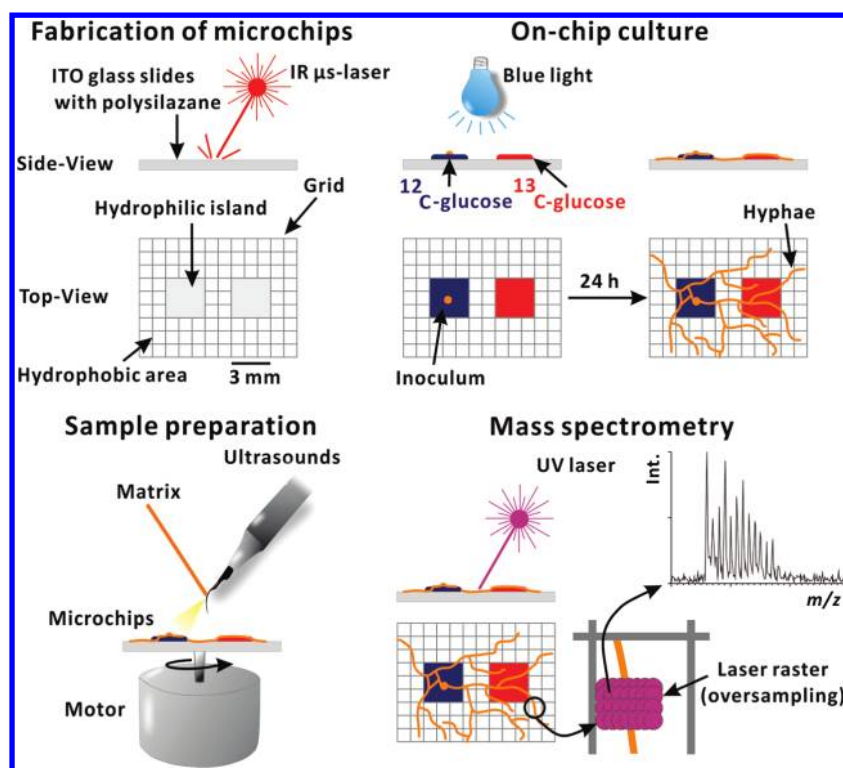 Fabrication of microchips
ITO glass slides
with polysilazane
IR μs-laser
Side-View
Hydrophilic island
Grid
Top-View
Hydrophobic area
3 mm
On-chip culture
Blue light
12C-glucose
13C-glucose
Hyphae
24 h
Inoculum
Sample preparation
Ultrasounds
Matrix
Microchips
Motor
Mass spectrometry
UV laser
Int.
m/z
Laser raster
(oversampling)